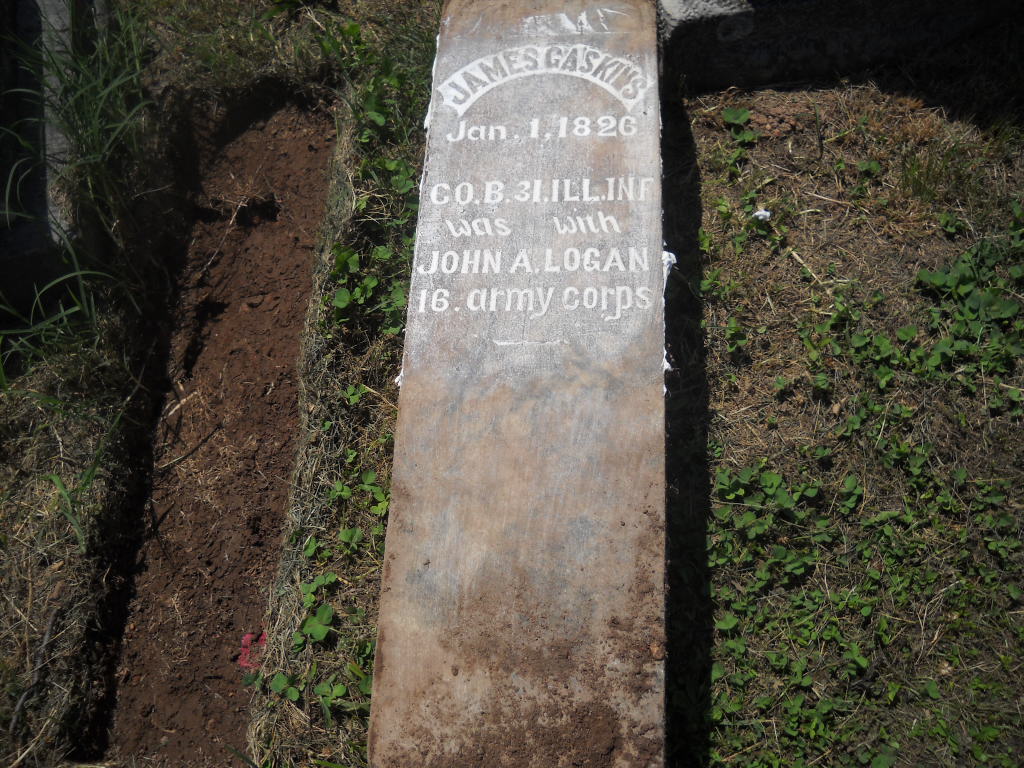 JAMES GASKINS
Jan. 1, 1826
CO. B. 31. ILL. INF
was with
JOHN A. LOGAN
16. army corps